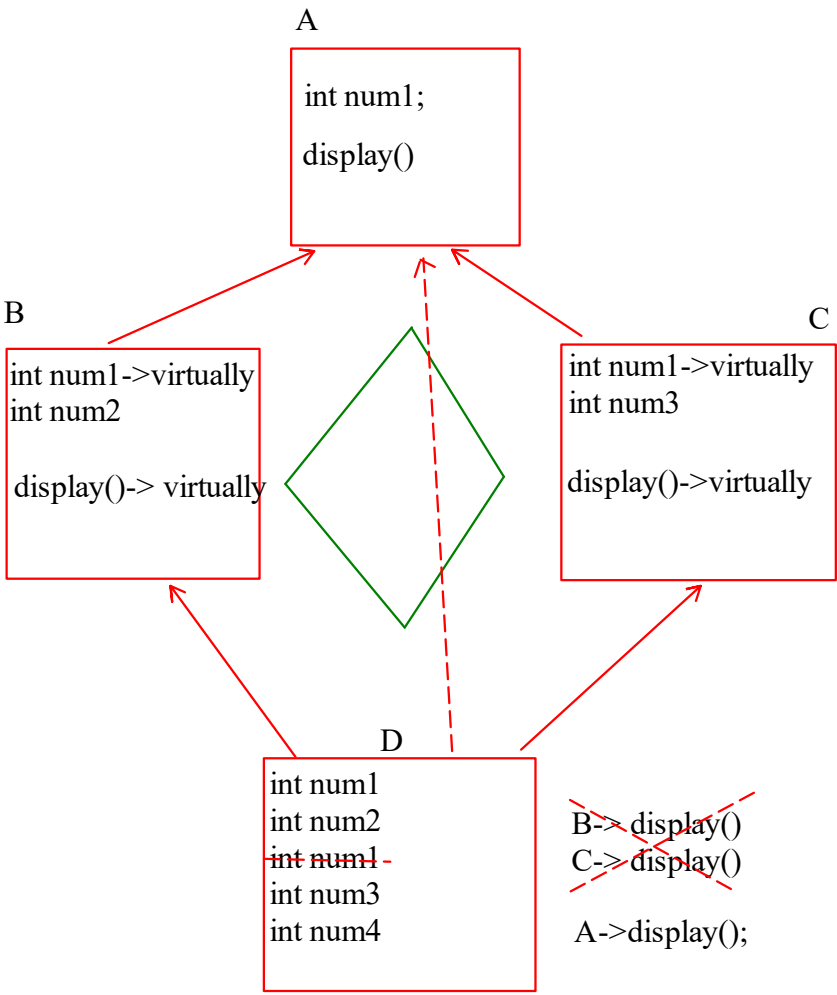 A
int num1;
display()
B
int num1->virtually
int num2
display()-> virtually
C
int num1->virtually
int num3
display()->virtually
D
int num1
int num2
int num1
int num3
int num4
B-> display()
C-> display()
A->display();